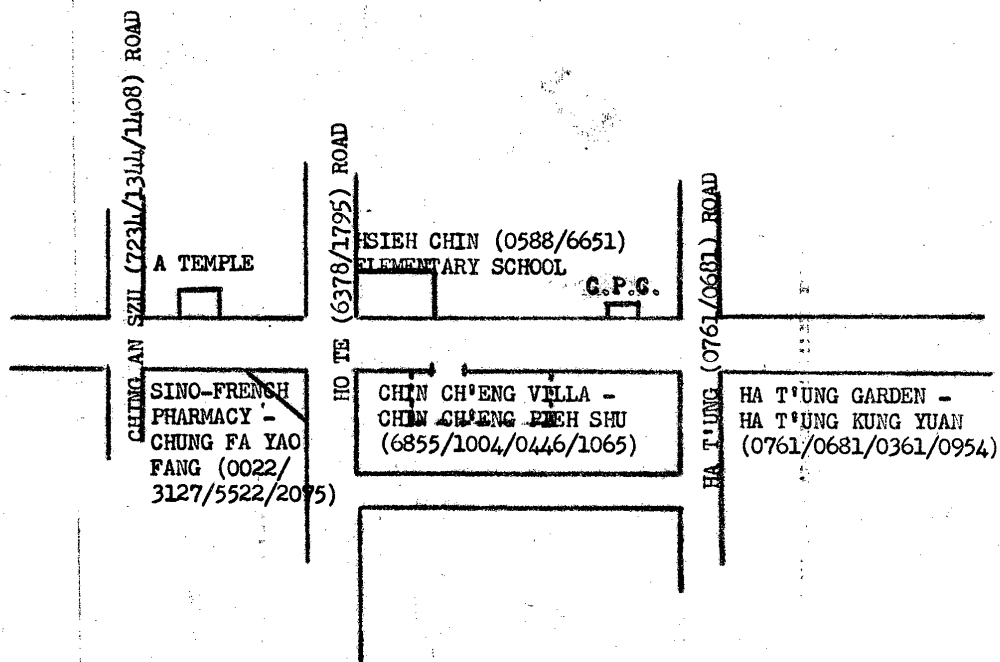 CHUNG AN SZU (7234/1344/1408) ROAD
HO TE (6378/1795) ROAD
HA T'UNG (0761/0681) ROAD
A TEMPLE
HSIEH CHIN (0588/6651)
ELEMENTARY SCHOOL
C.P.G.
SINO-FRENCH
PHARMACY -
CHUNG FA YAO
FANG (0022/
3127/5522/2075)
CHIN CH'ENG VILLA -
CHIN CH'ENG PIEH SHU
(6855/1004/0446/1065)
HA T'UNG GARDEN -
HA T'UNG KUNG YUAN
(0761/0681/0361/0954)